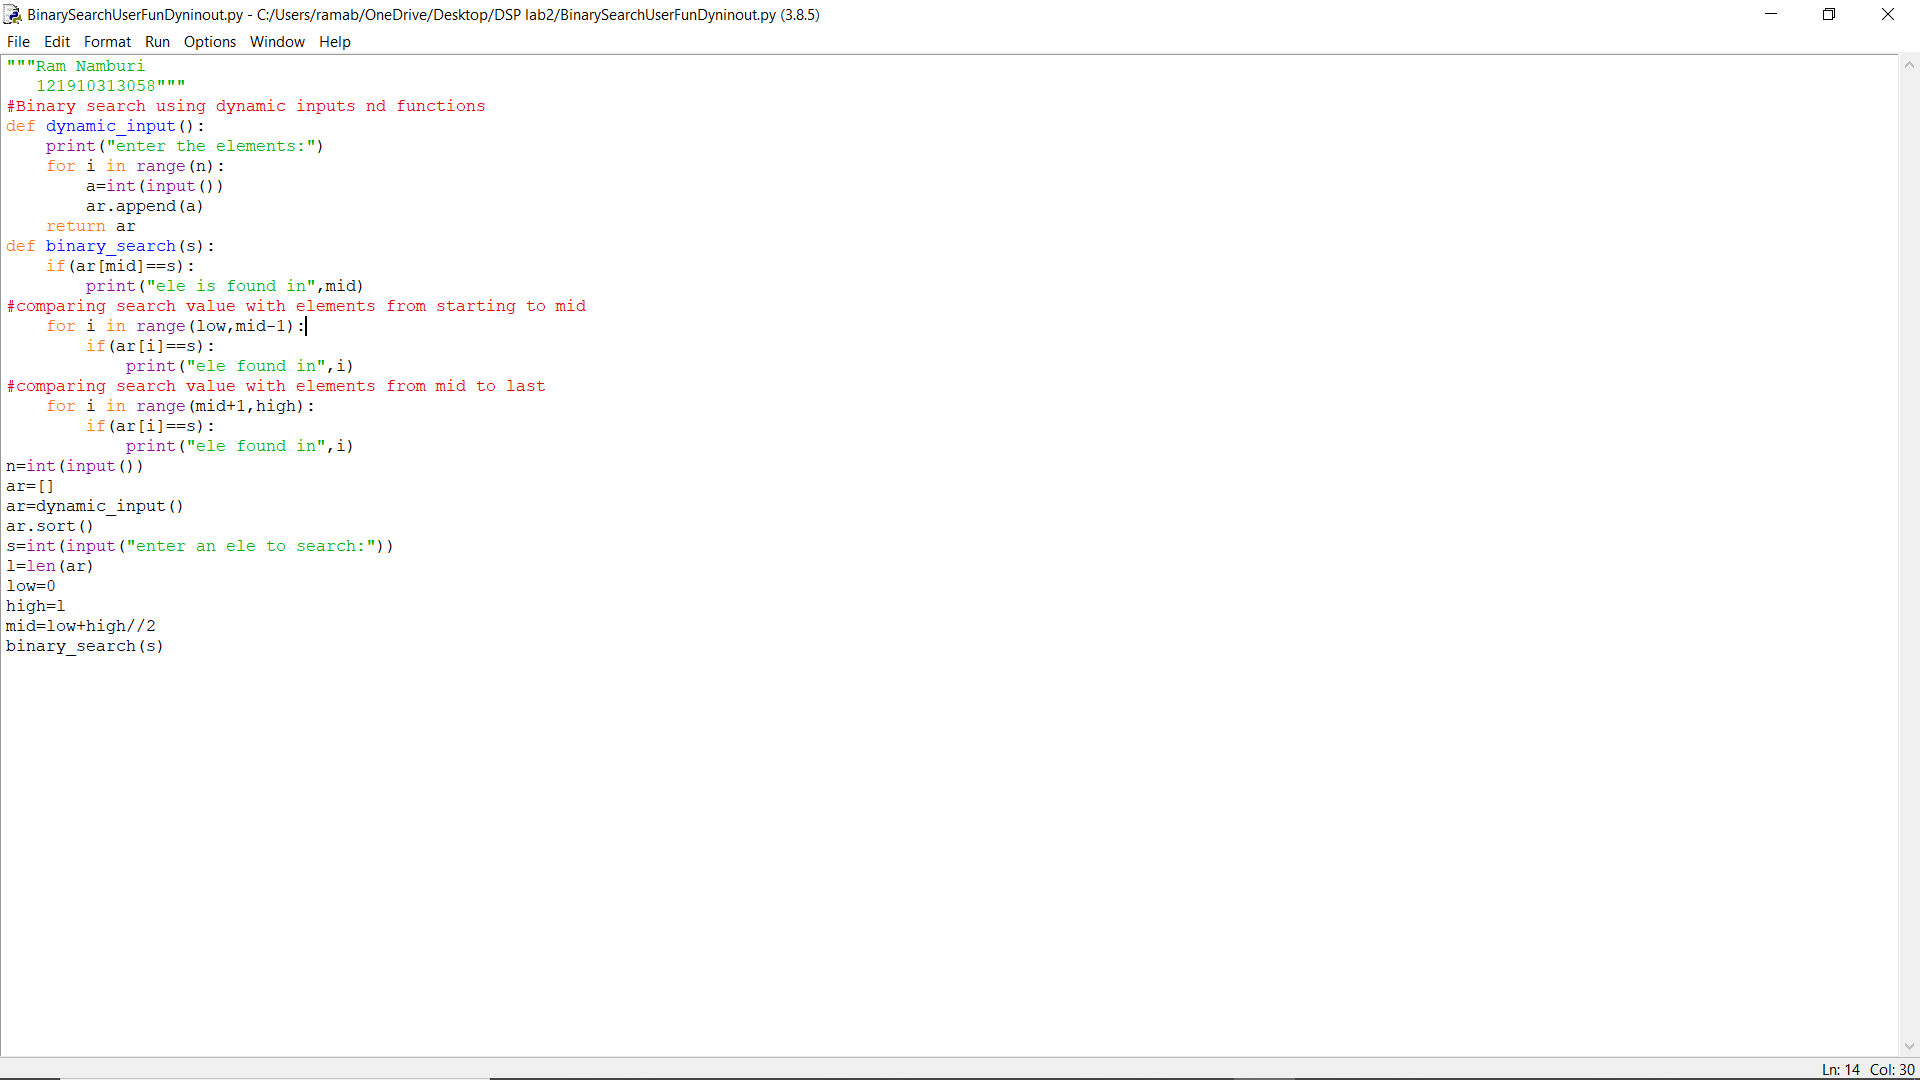 BinarySearchUserFunDyninout.py - C:/Users/ramab/OneDrive/Desktop/DSP lab2/BinarySearchUserFunDyninout.py (3.8.5)
File Edit Format Run Options Window Help
"""Ram Namburi
   121910313058"""
#Binary search using dynamic inputs nd functions
def dynamic_input():
    print("enter the elements:")
    for i in range(n):
        a=int(input())
        ar.append(a)
    return ar
def binary_search(s):
    if(ar[mid]==s):
        print("ele is found in",mid)
#comparing search value with elements from starting to mid
    for i in range(low,mid-1):
        if(ar[i]==s):
            print("ele found in",i)
#comparing search value with elements from mid to last
    for i in range(mid+1,high):
        if(ar[i]==s):
            print("ele found in",i)
n=int(input())
ar=[]
ar=dynamic_input()
ar.sort()
s=int(input("enter an ele to search:"))
l=len(ar)
low=0
high=l
mid=low+high//2
binary_search(s)
Ln: 14 Col: 30